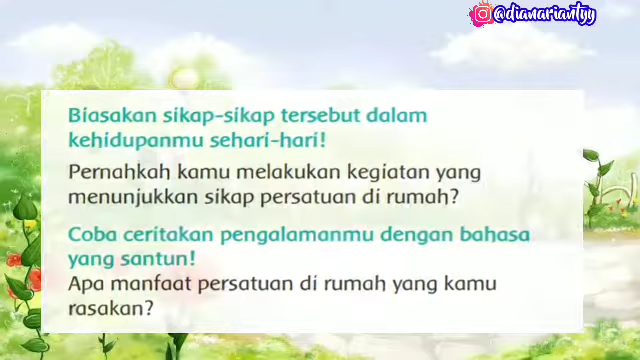 @dianariantyy
Biasakan sikap-sikap tersebut dalam
kehidupanmu sehari-hari!
Pernahkah kamu melakukan kegiatan yang
menunjukkan sikap persatuan di rumah?
Coba ceritakan pengalamanmu dengan bahasa
yang santun!
Apa manfaat persatuan di rumah yang kamu
rasakan?